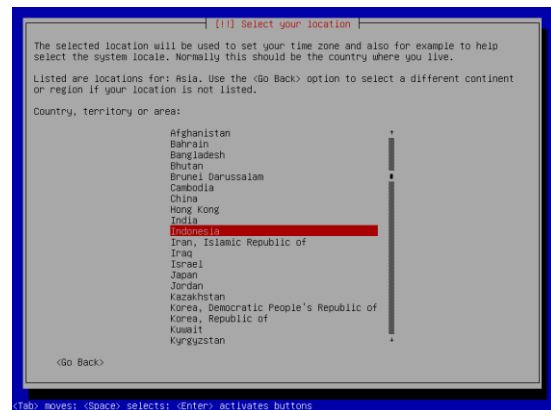 [!!] Select your location
The selected location will be used to set your time zone and also for example to help
select the system locale. Normally this should be the country where you live.
Listed are locations for: Asia. Use the <Go Back> option to select a different continent
or region if your location is not listed.
Country, territory or area:
Afghanistan
Bahrain
Bangladesh
Bhutan
Brunei Darussalam
Cambodia
China
Hong Kong
India
Indonesia
Iran, Islamic Republic of
Iraq
Israel
Japan
Jordan
Kazakhstan
Korea, Democratic People's Republic of
Korea, Republic of
Kuwait
Kyrgyzstan
<Go Back>
<Tab> moves; <Space> selects; <Enter> activates buttons